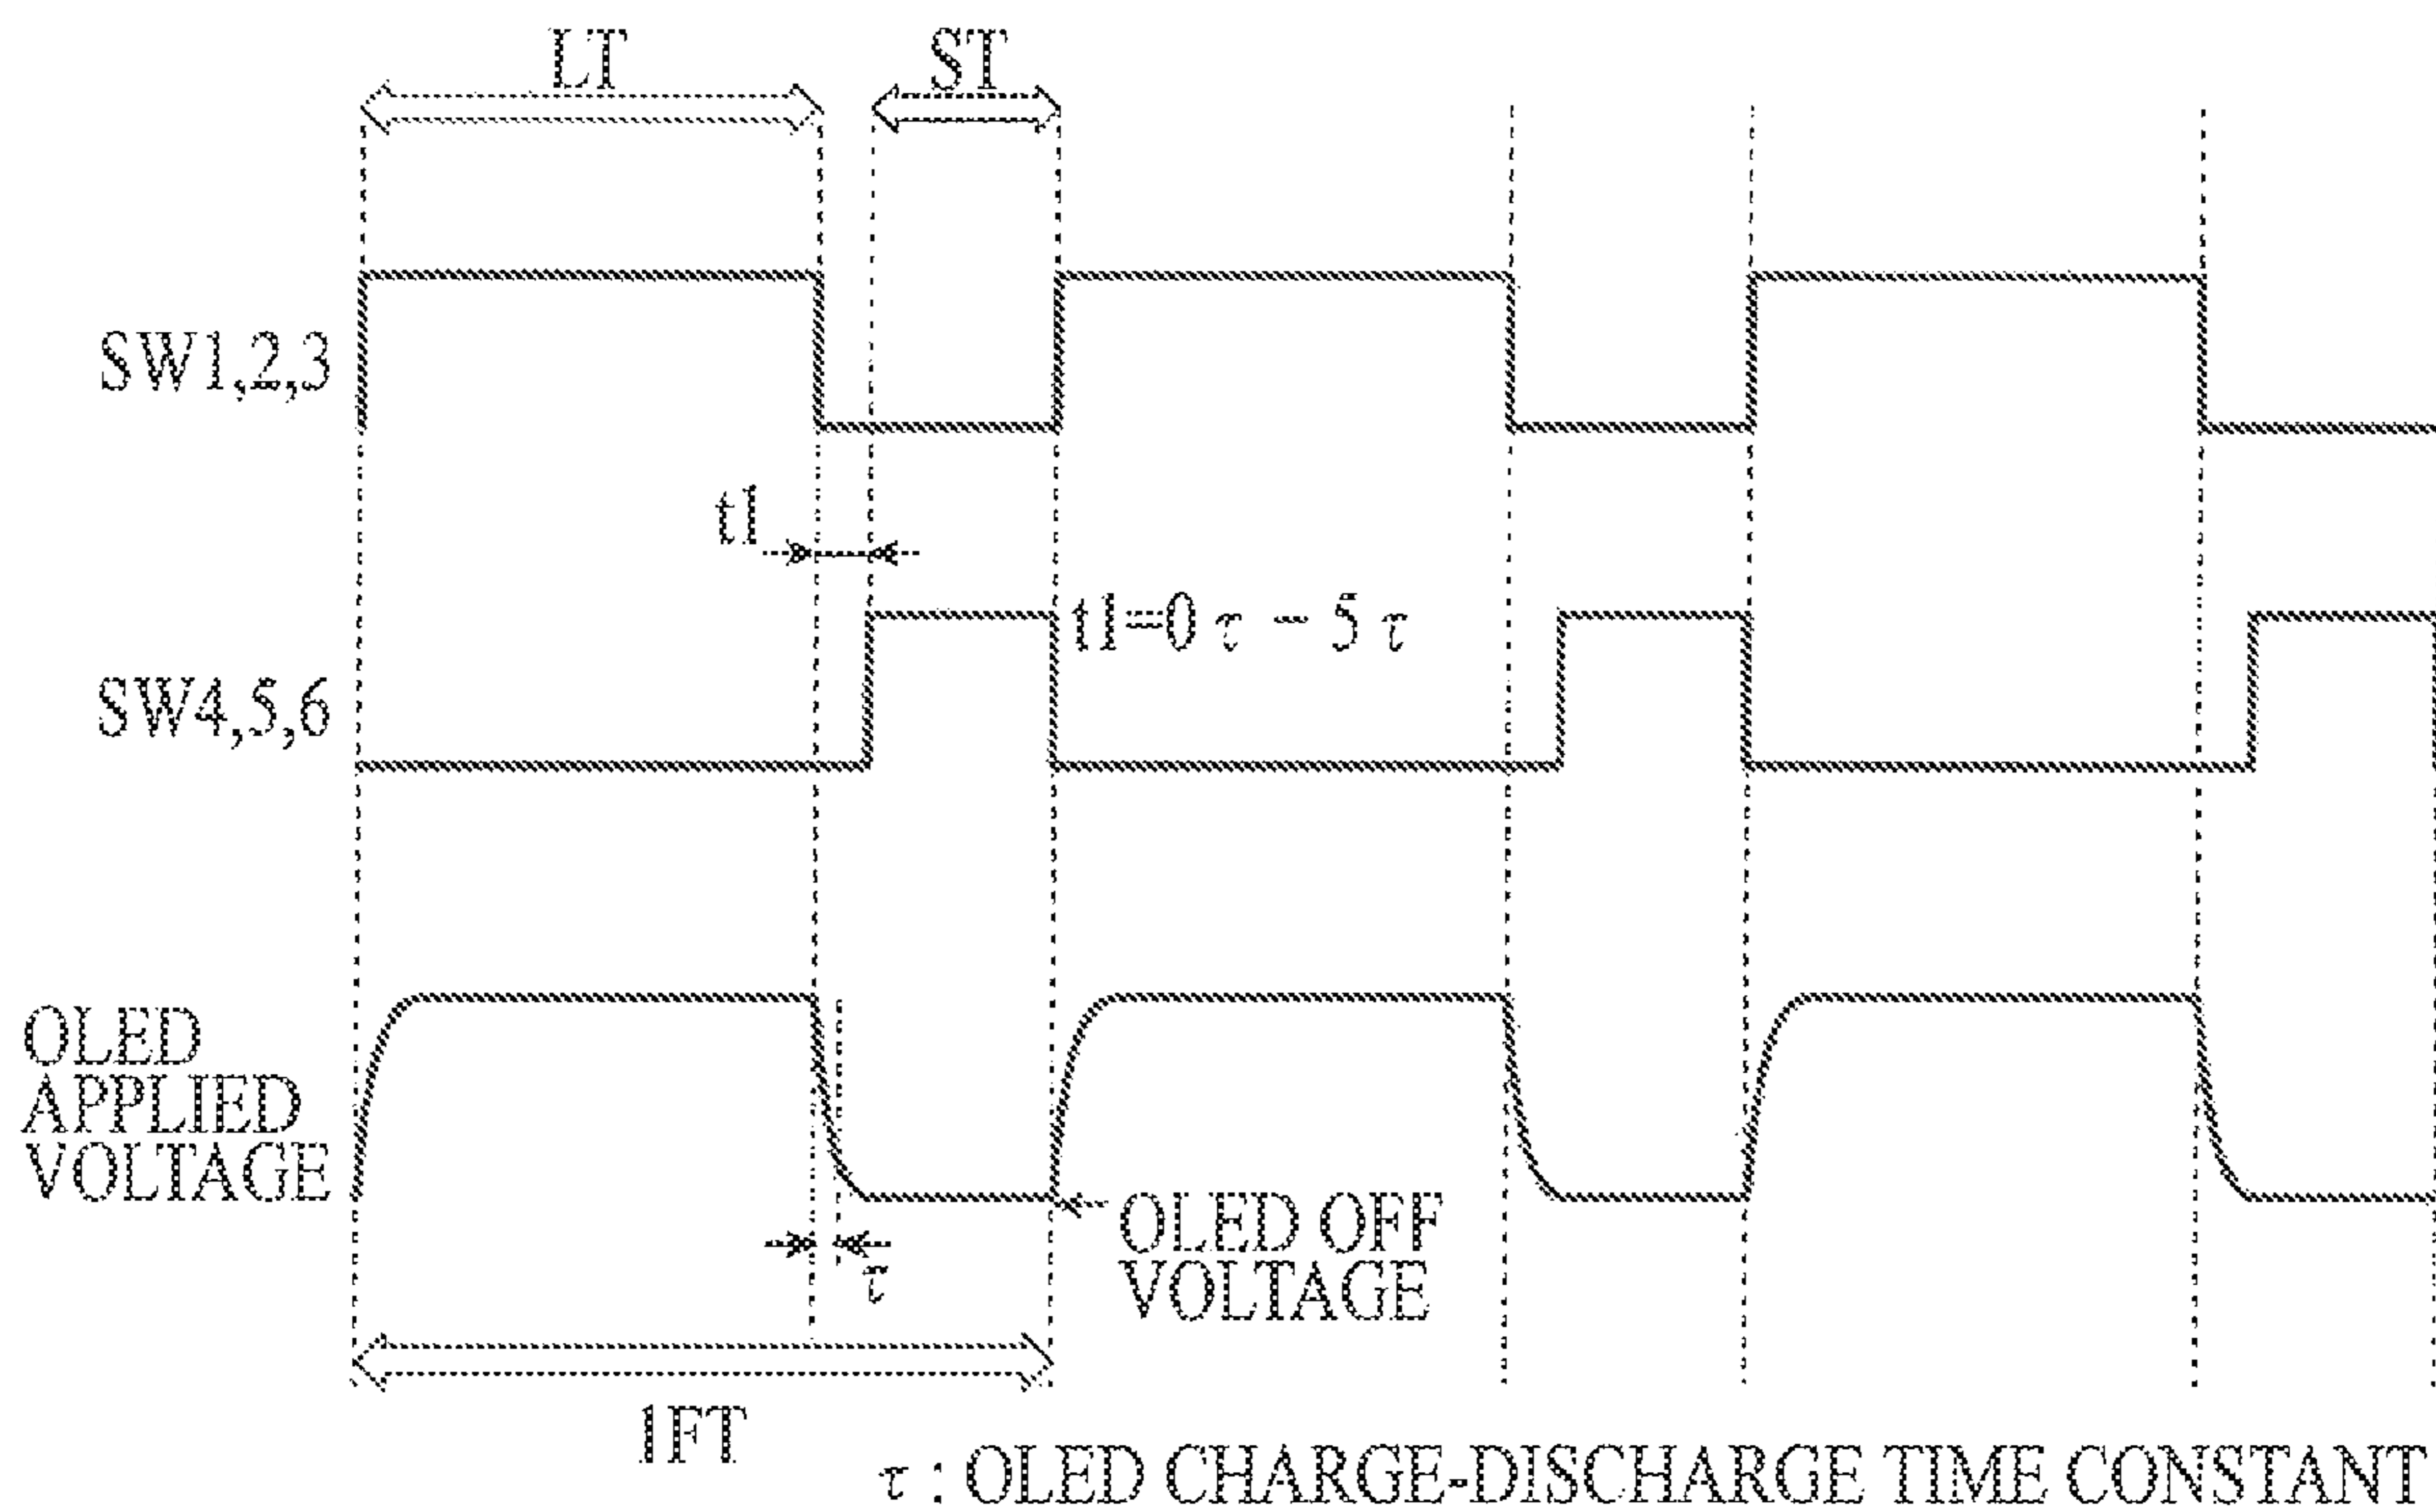 LT
ST
SW1,2,3
t1
t1=0 τ − 5 τ
SW4,5,6
OLED
APPLIED
VOLTAGE
OLED OFF
VOLTAGE
τ
1FT
τ : OLED CHARGE-DISCHARGE TIME CONSTANT